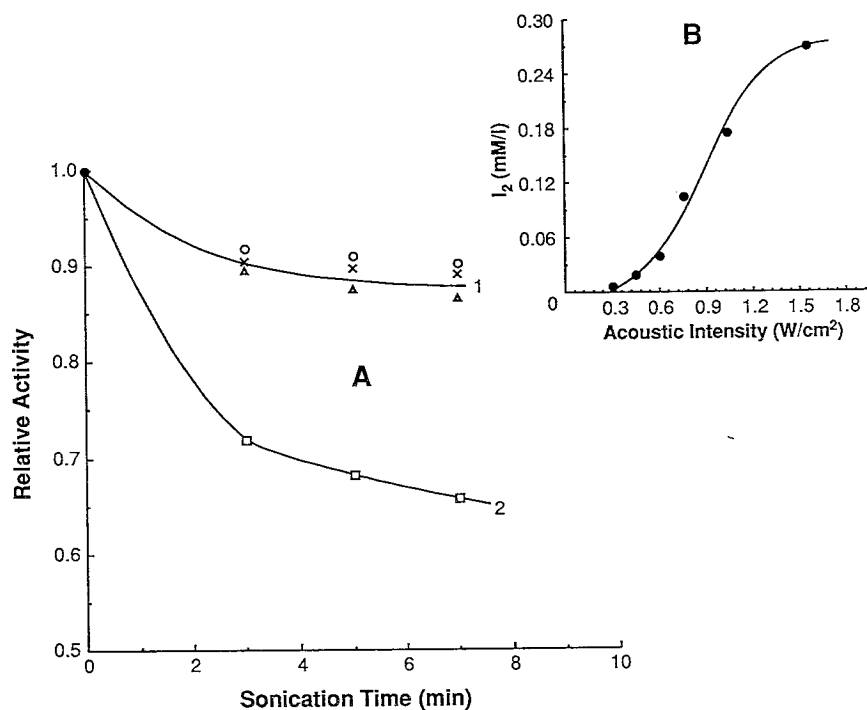 B
0.30
0.24
0.18
0.12
0.06
0
I2 (mM/l)
0.3 0.6 0.9 1.2 1.5 1.8
Acoustic Intensity (W/cm2)
A
1.0
0.9
0.8
0.7
0.6
0.5
Relative Activity
1
2
0 2 4 6 8 10
Sonication Time (min)